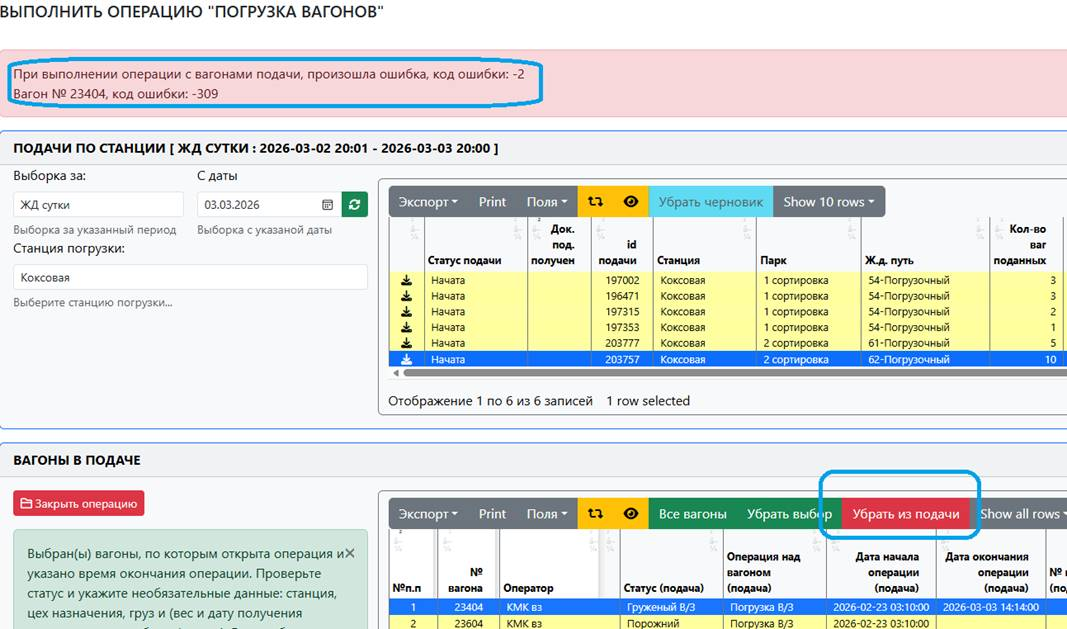 ВЫПОЛНИТЬ ОПЕРАЦИЮ "ПОГРУЗКА ВАГОНОВ"
При выполнении операции с вагонами подачи, произошла ошибка, код ошибки: -2
Вагон № 23404, код ошибки: -309
ПОДАЧИ ПО СТАНЦИИ [ ЖД СУТКИ : 2026-03-02 20:01 - 2026-03-03 20:00 ]
Выборка за:
ЖД сутки
Выборка за указанный период
С даты
03.03.2026
Выборка с указаной даты
Станция погрузки:
Коксовая
Выберите станцию погрузки...
Экспорт Print Поля Убрать черновик Show 10 rows
Статус подачи Док. под. получен id подачи Станция Парк Ж.д. путь Кол-во ваг поданных
Начата 197002 Коксовая 1 сортировка 54-Погрузочный 3
Начата 196471 Коксовая 1 сортировка 54-Погрузочный 3
Начата 197315 Коксовая 1 сортировка 54-Погрузочный 2
Начата 197353 Коксовая 1 сортировка 54-Погрузочный 1
Начата 203777 Коксовая 2 сортировка 61-Погрузочный 5
Начата 203757 Коксовая 2 сортировка 62-Погрузочный 10
Отображение 1 по 6 из 6 записей 1 row selected
ВАГОНЫ В ПОДАЧЕ
Закрыть операцию
Выбран(ы) вагоны, по которым открыта операция и
указано время окончания операции. Проверьте
статус и укажите необязательные данные: станция,
цех назначения, груз и (вес и дату получения
Экспорт Print Поля Все вагоны Убрать выбор Убрать из подачи Show all rows
№п.п № вагона Оператор Статус (подача) Операция над вагоном (подача) Дата начала операции (подача) Дата окончания операции (подача)
1 23404 КМК вз Груженый В/З Погрузка В/З 2026-02-23 03:10:00 2026-03-03 14:14:00
2 23604 КМК вз Порожний Погрузка В/З 2026-02-23 03:10:00